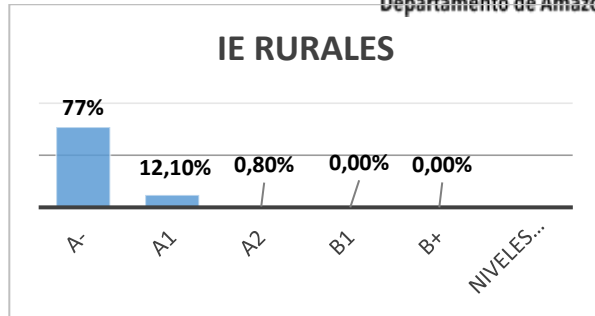 Departamento de Amazo
IE RURALES
77%
12,10%
0,80%
0,00%
0,00%
A-
A1
A2
B1
B+
NIVELES...